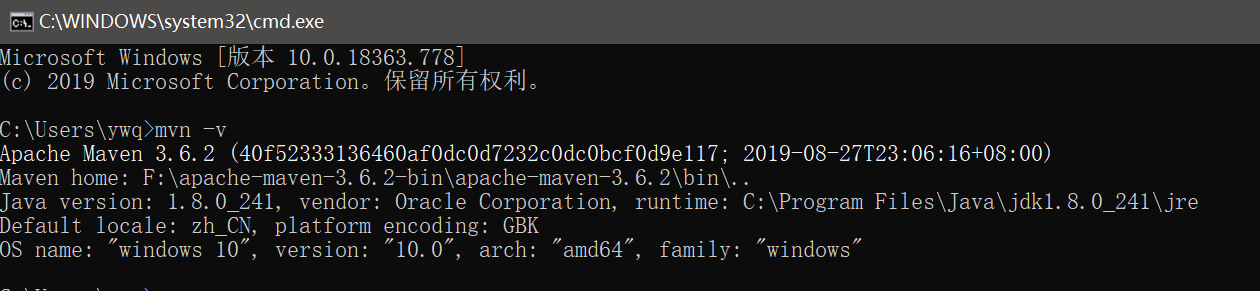 C:\WINDOWS\system32\cmd.exe
Microsoft Windows [版本 10.0.18363.778]
(c) 2019 Microsoft Corporation。保留所有权利。
C:\Users\ywq>mvn -v
Apache Maven 3.6.2 (40f52333136460af0dc0d7232c0dc0bcf0d9e117; 2019-08-27T23:06:16+08:00)
Maven home: F:\apache-maven-3.6.2-bin\apache-maven-3.6.2\bin\..
Java version: 1.8.0_241, vendor: Oracle Corporation, runtime: C:\Program Files\Java\jdk1.8.0_241\jre
Default locale: zh_CN, platform encoding: GBK
OS name: "windows 10", version: "10.0", arch: "amd64", family: "windows"